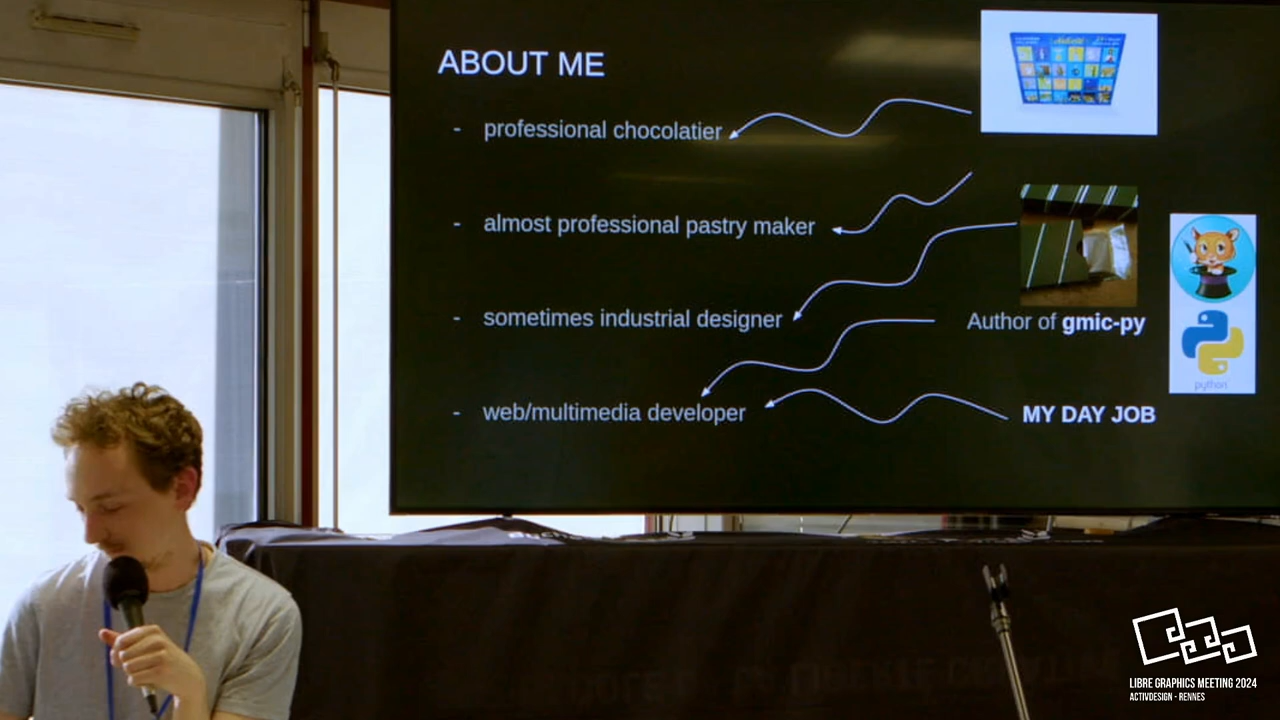 ABOUT ME
- professional chocolatier
- almost professional pastry maker
- sometimes industrial designer
Author of gmic-py
python
- web/multimedia developer
MY DAY JOB
LIBRE GRAPHICS MEETING 2024
ACTIVDESIGN - RENNES